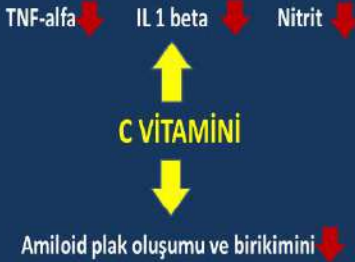 TNF-alfa IL 1 beta Nitrit
C VİTAMİNİ
Amiloid plak oluşumu ve birikimini